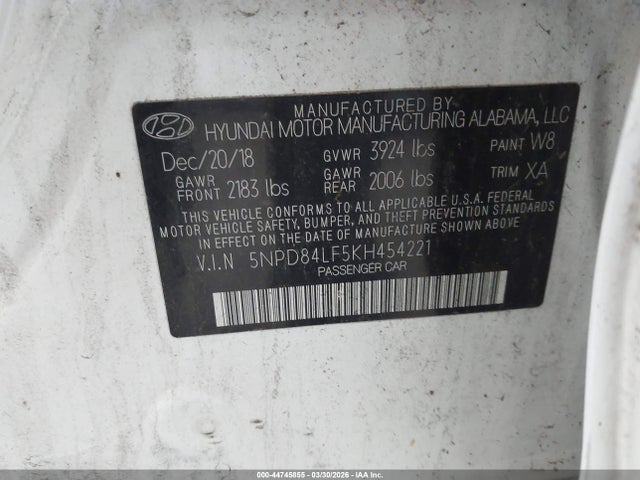 MANUFACTURED BY
HYUNDAI MOTOR MANUFACTURING ALABAMA, LLC
Dec/20/18 GVWR 3924 lbs PAINT W8
GAWR FRONT 2183 lbs GAWR REAR 2006 lbs TRIM XA
THIS VEHICLE CONFORMS TO ALL APPLICABLE U.S.A. FEDERAL
MOTOR VEHICLE SAFETY, BUMPER, AND THEFT PREVENTION
STANDARDS IN EFFECT ON THE DATE OF MANUFACTURE SHOWN ABOVE
V.I.N 5NPD84LF5KH454221
PASSENGER CAR
000-44745855 | 03/30/2026 | IAAI.COM